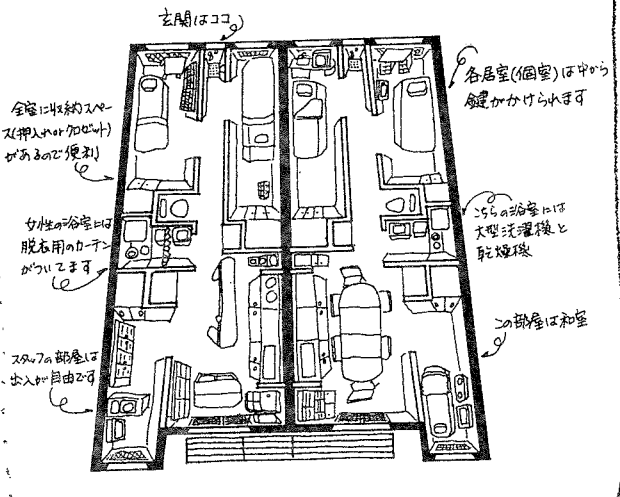 玄関はココ
各居室(個室)は中から
鍵がかけられます
全室に収納スペー
ス(押入れorクロゼット)
があるので便利
女性の浴室には
脱衣用のカーテン
がついてます
こちらの浴室には
大型洗濯機と
乾燥機
この部屋は和室
スタッフの部屋は
出入が自由です